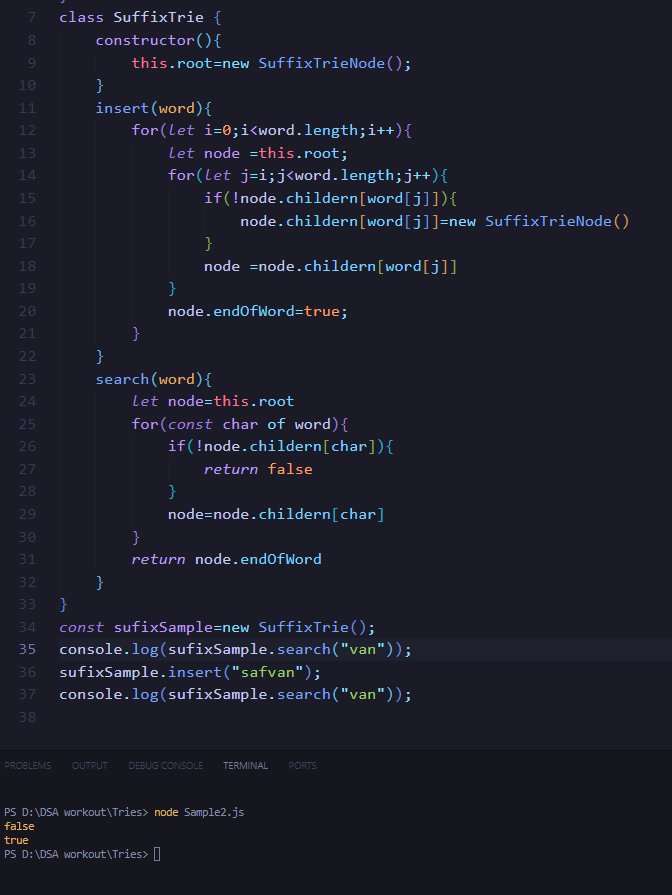 7 class SuffixTrie {
8 constructor(){
9 this.root=new SuffixTrieNode();
10 }
11 insert(word){
12 for(let i=0;i<word.length;i++){
13 let node =this.root;
14 for(let j=i;j<word.length;j++){
15 if(!node.childern[word[j]]){
16 node.childern[word[j]]=new SuffixTrieNode()
17 }
18 node =node.childern[word[j]]
19 }
20 node.endOfWord=true;
21 }
22 }
23 search(word){
24 let node=this.root
25 for(const char of word){
26 if(!node.childern[char]){
27 return false
28 }
29 node=node.childern[char]
30 }
31 return node.endOfWord
32 }
33 }
34 const sufixSample=new SuffixTrie();
35 console.log(sufixSample.search("van"));
36 sufixSample.insert("safvan");
37 console.log(sufixSample.search("van"));
38
PROBLEMS OUTPUT DEBUG CONSOLE TERMINAL PORTS
PS D:\DSA workout\Tries> node Sample2.js
false
true
PS D:\DSA workout\Tries>